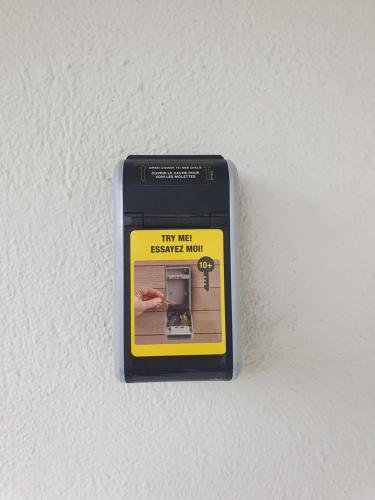 OPEN COVER TO SEE DIALS
OUVRIR LE CACHE POUR
VOIR LES MOLETTES
TRY ME!
ESSAYEZ MOI!
10+